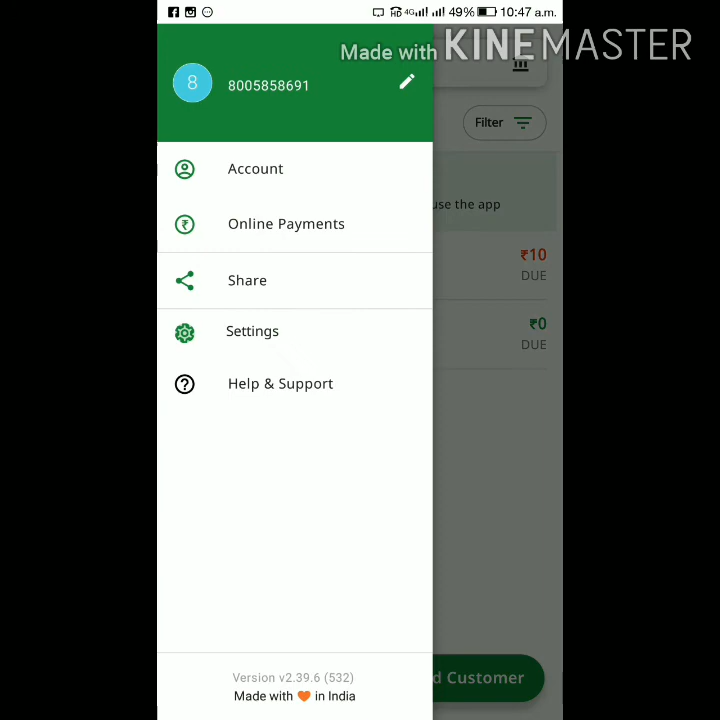 49% 10:47 a.m.
Made with KINEMASTER
8 8005858691
Filter
Account
Online Payments
use the app
₹10
DUE
Share
₹0
DUE
Settings
Help & Support
d Customer
Version v2.39.6 (532)
Made with 🧡 in India